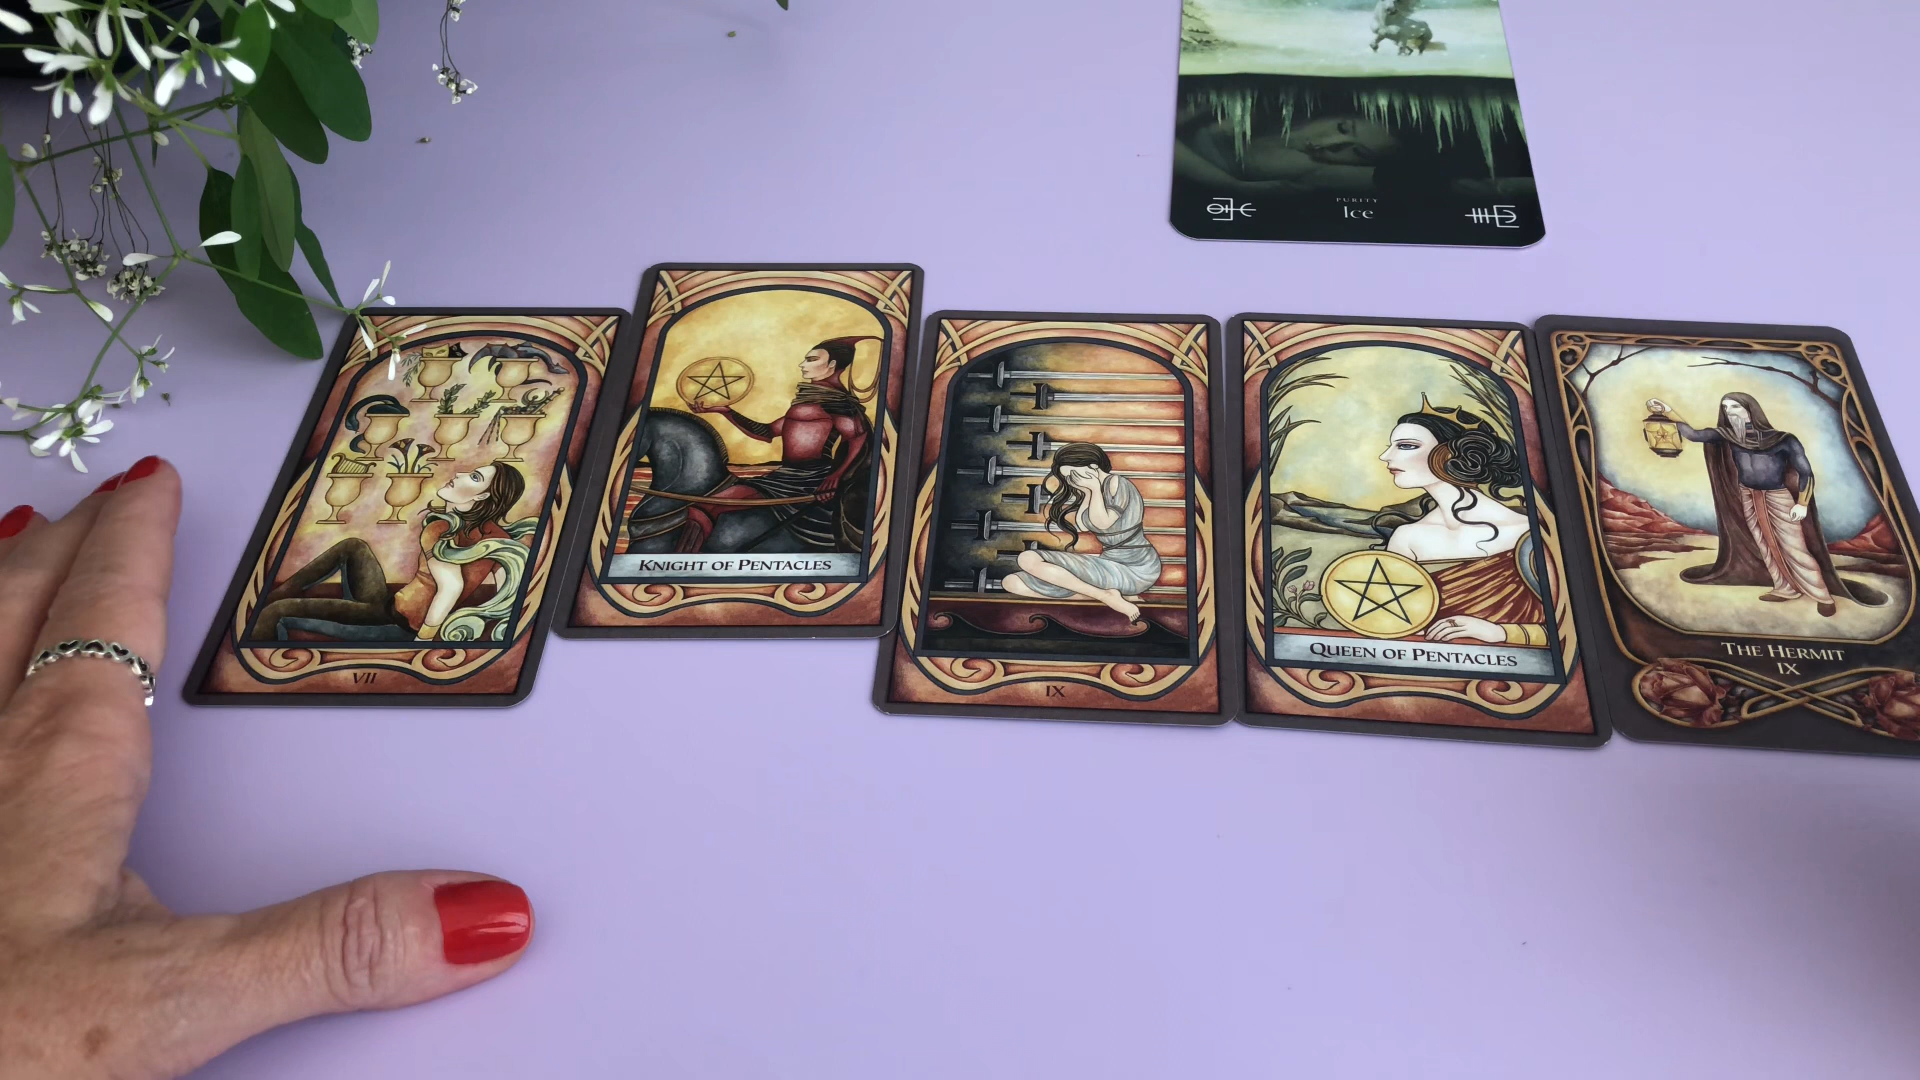 PURITY
Ice
VII
KNIGHT OF PENTACLES
IX
QUEEN OF PENTACLES
THE HERMIT
IX